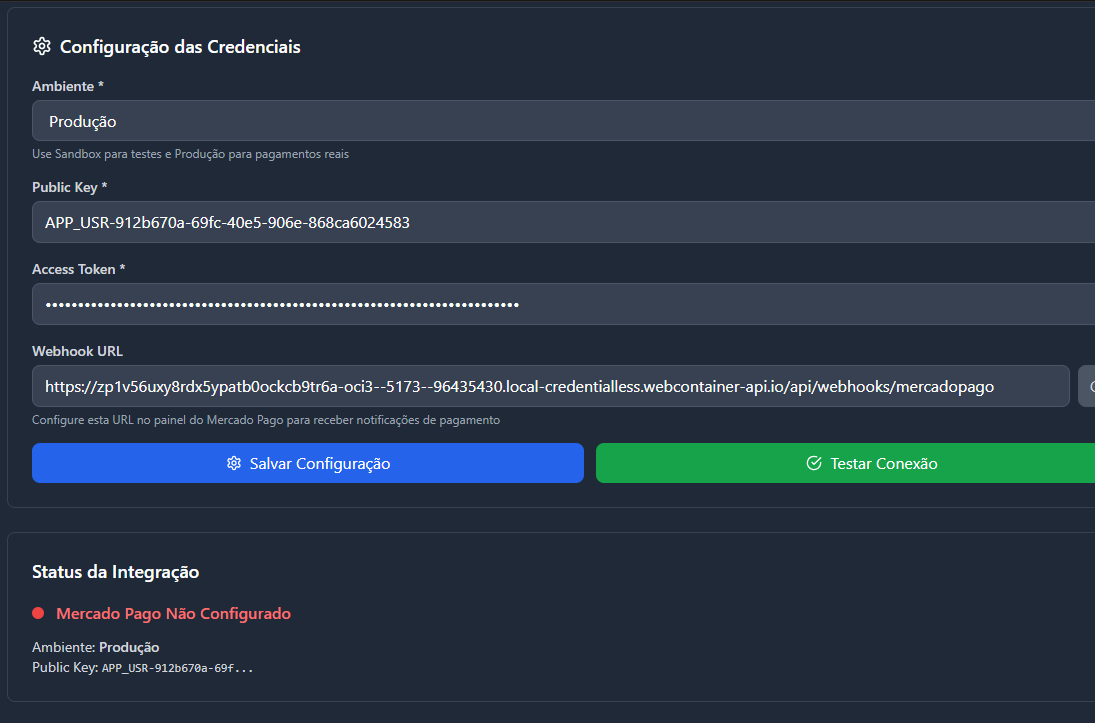 Configuração das Credenciais
Ambiente *
Produção
Use Sandbox para testes e Produção para pagamentos reais
Public Key *
APP_USR-912b670a-69fc-40e5-906e-868ca6024583
Access Token *
Webhook URL
https://zp1v56uxy8rdx5ypatb0ockcb9tr6a-oci3--5173--96435430.local-credentialless.webcontainer-api.io/api/webhooks/mercadopago
Configure esta URL no painel do Mercado Pago para receber notificações de pagamento
Salvar Configuração
Testar Conexão
Status da Integração
Mercado Pago Não Configurado
Ambiente: Produção
Public Key: APP_USR-912b670a-69f...